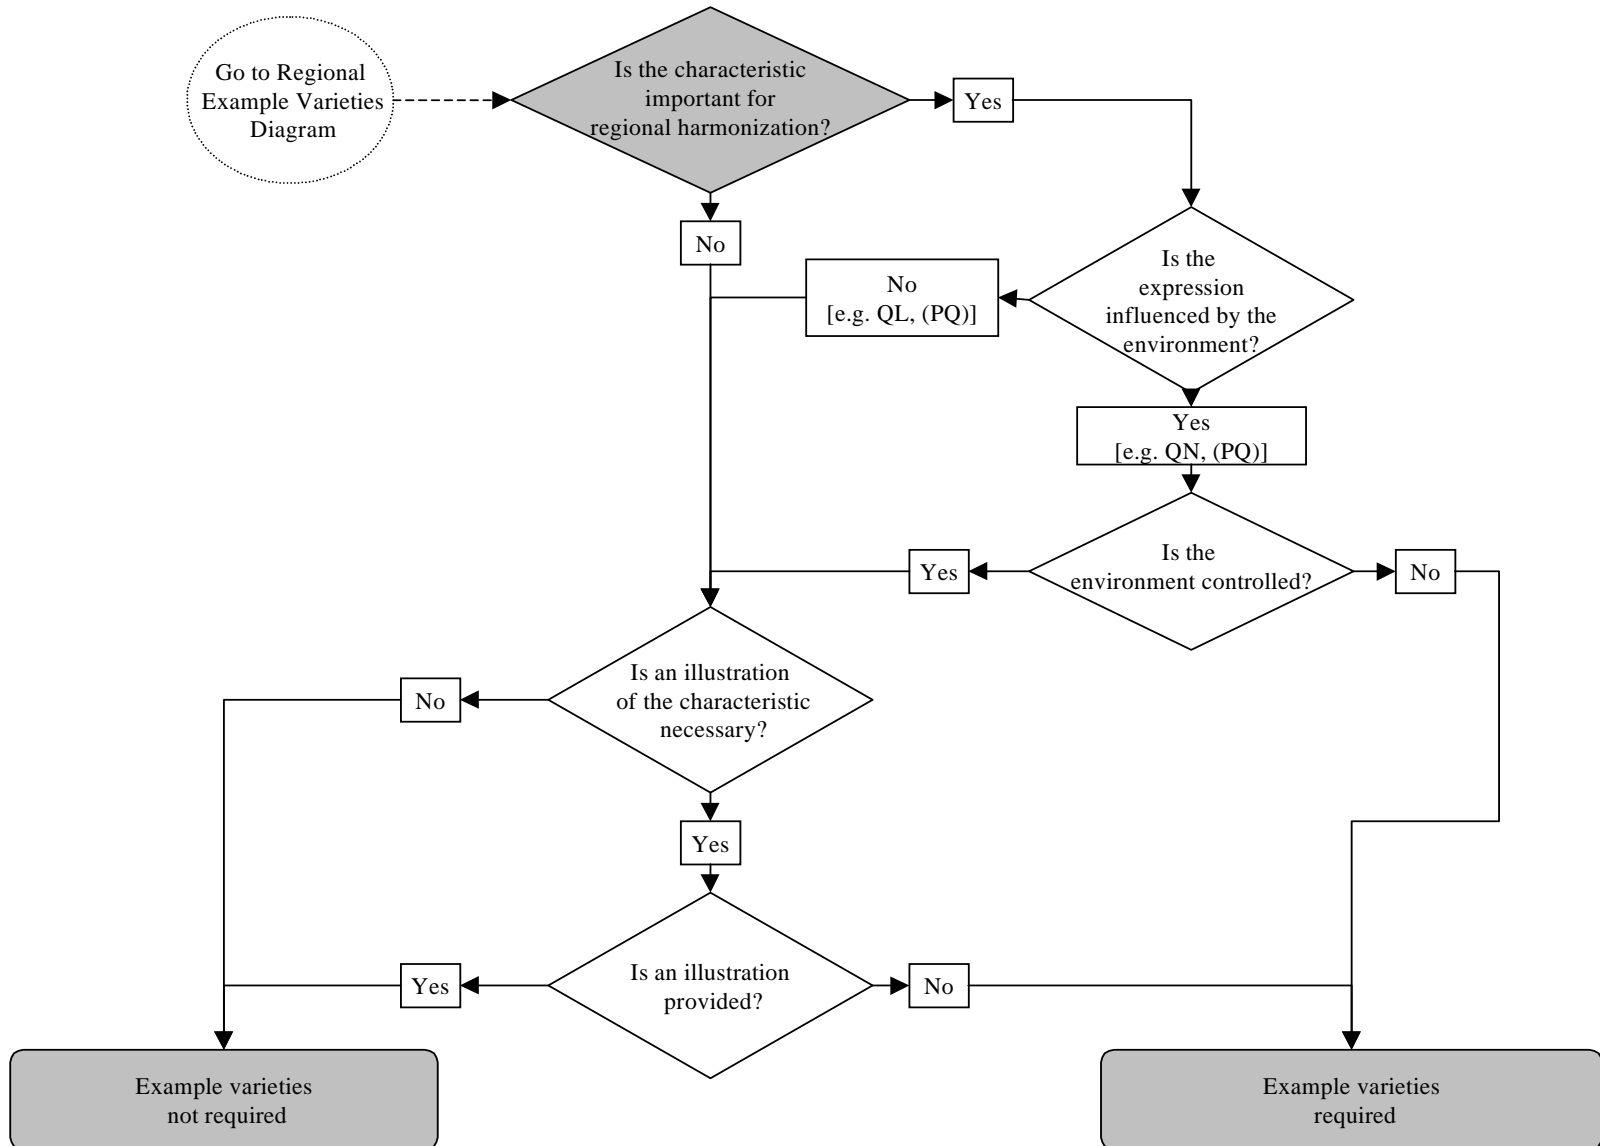 Go to Regional
Example Varieties
Diagram
Is the characteristic
important for
regional harmonization?
Yes
No
Is the
expression
influenced by the
environment?
No
[e.g. QL, (PQ)]
Yes
[e.g. QN, (PQ)]
Is the
environment controlled?
Yes
No
Is an illustration
of the characteristic
necessary?
No
Yes
Is an illustration
provided?
Yes
No
Example varieties
not required
Example varieties
required